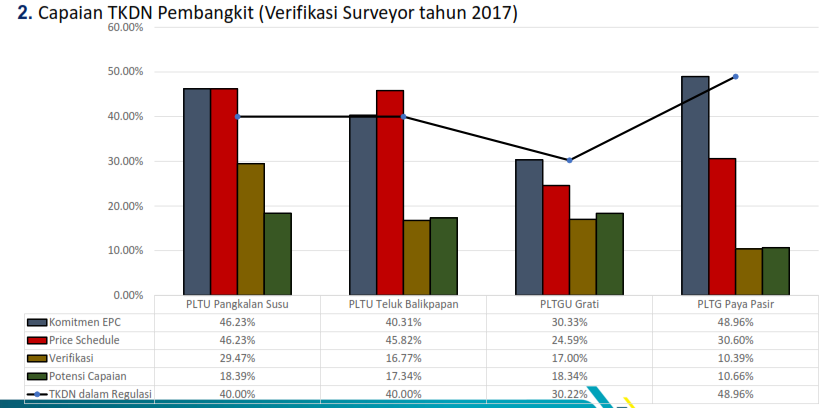 2. Capaian TKDN Pembangkit (Verifikasi Surveyor tahun 2017)
60.00%
50.00%
40.00%
30.00%
20.00%
10.00%
0.00%
PLTU Pangkalan Susu PLTU Teluk Balikpapan PLTGU Grati PLTG Paya Pasir
Komitmen EPC 46.23% 40.31% 30.33% 48.96%
Price Schedule 46.23% 45.82% 24.59% 30.60%
Verifikasi 29.47% 16.77% 17.00% 10.39%
Potensi Capaian 18.39% 17.34% 18.34% 10.66%
TKDN dalam Regulasi 40.00% 40.00% 30.22% 48.96%